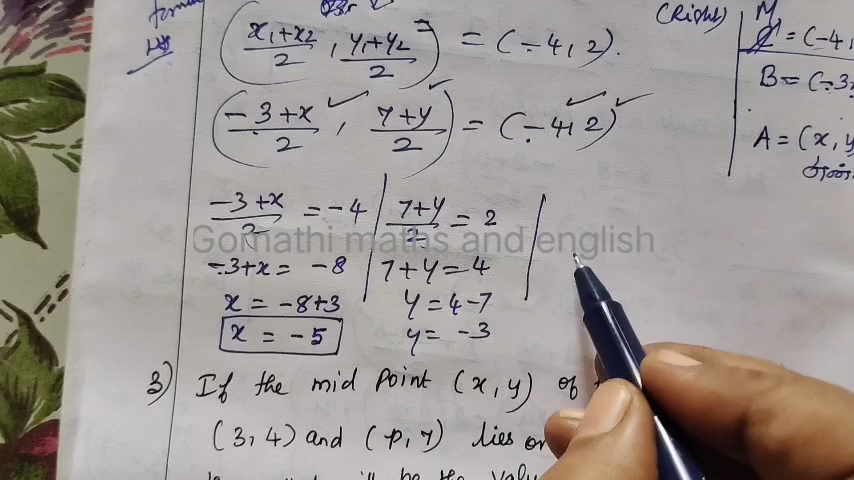 (x₁+x₂/2 , y₁+y₂/2) = (-4, 2).
(-3+x/2 , 7+y/2) = (-4, 2)
(Right)
M
= (-4,
B = (-3,
A = (x, y
-3+x/2 = -4 | 7+y/2 = 2
Gomathi maths and english
-3+x = -8 | 7+y = 4
x = -8+3 y = 4-7
x = -5 y = -3
3) If the mid point (x, y) of
(3, 4) and (p, 7) lies on
be the